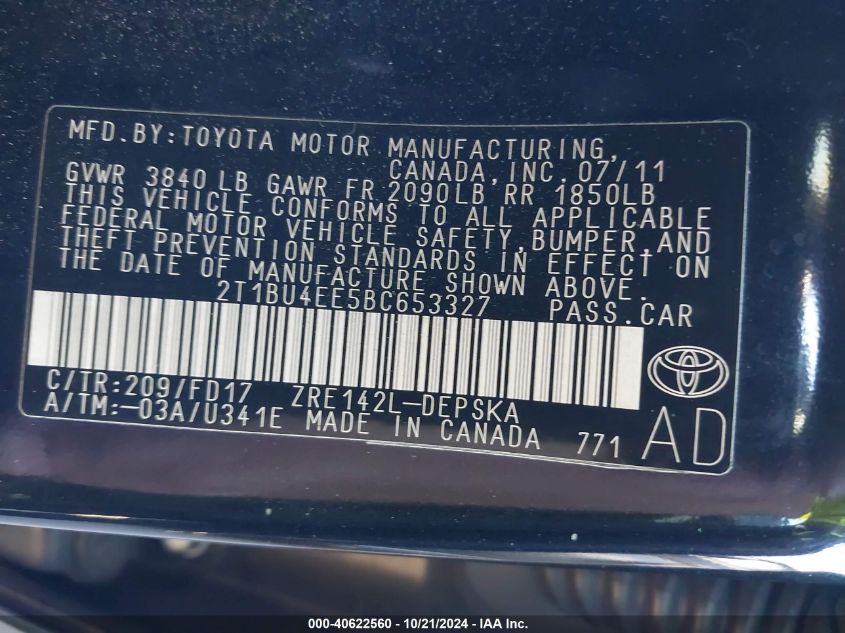 MFD.BY:TOYOTA MOTOR MANUFACTURING,
CANADA,INC.07/11
GVWR 3840LB GAWR FR 2090LB RR 1850LB
THIS VEHICLE CONFORMS TO ALL APPLICABLE
FEDERAL MOTOR VEHICLE SAFETY,BUMPER,AND
THEFT PREVENTION STANDARDS IN EFFECT ON
THE DATE OF MANUFACTURE SHOWN ABOVE.
2T1BU4EE5BC653327 PASS.CAR
C/TR:209/FD17 ZRE142L-DEPSKA
A/TM:-03A/U341E MADE IN CANADA 771
AD
000-40622560 - 10/21/2024 - IAA Inc.